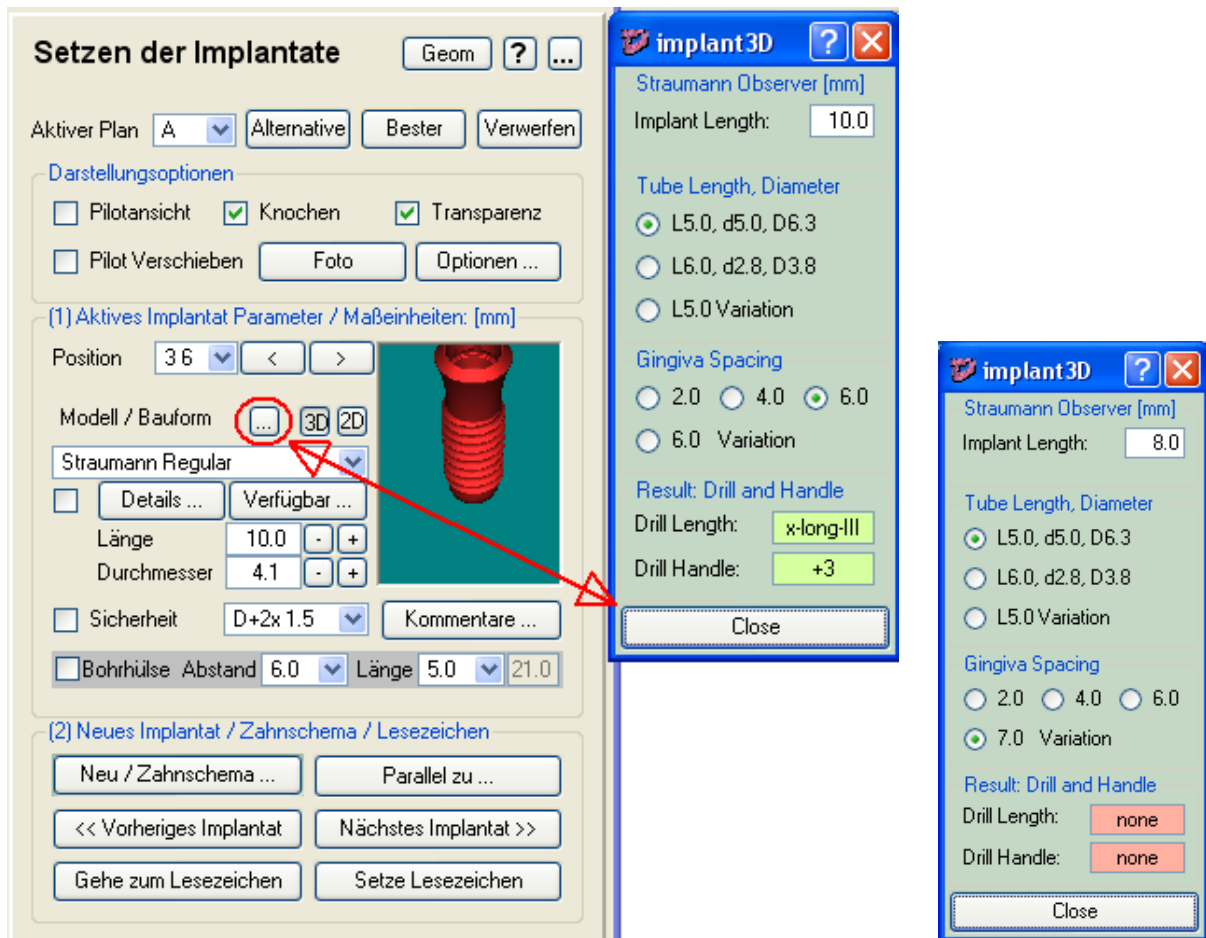 Setzen der Implantate Geom ? ...
Aktiver Plan A Alternative Bester Verwerfen
Darstellungsoptionen
Pilotansicht Knochen Transparenz
Pilot Verschieben Foto Optionen ...
(1) Aktives Implantat Parameter / Maßeinheiten: [mm]
Position 3 6 < >
Modell / Bauform ... 3D 2D
Straumann Regular
Details ... Verfügbar ...
Länge 10.0 - +
Durchmesser 4.1 - +
Sicherheit D+2x 1.5 Kommentare ...
Bohrhülse Abstand 6.0 Länge 5.0 21.0
(2) Neues Implantat / Zahnschema / Lesezeichen
Neu / Zahnschema ... Parallel zu ...
<< Vorheriges Implantat Nächstes Implantat >>
Gehe zum Lesezeichen Setze Lesezeichen
implant3D ?
Straumann Observer [mm]
Implant Length: 10.0
Tube Length, Diameter
L5.0, d5.0, D6.3
L6.0, d2.8, D3.8
L5.0 Variation
Gingiva Spacing
2.0 4.0 6.0
6.0 Variation
Result: Drill and Handle
Drill Length: x-long-III
Drill Handle: +3
Close
implant3D ?
Straumann Observer [mm]
Implant Length: 8.0
Tube Length, Diameter
L5.0, d5.0, D6.3
L6.0, d2.8, D3.8
L5.0 Variation
Gingiva Spacing
2.0 4.0 6.0
7.0 Variation
Result: Drill and Handle
Drill Length: none
Drill Handle: none
Close